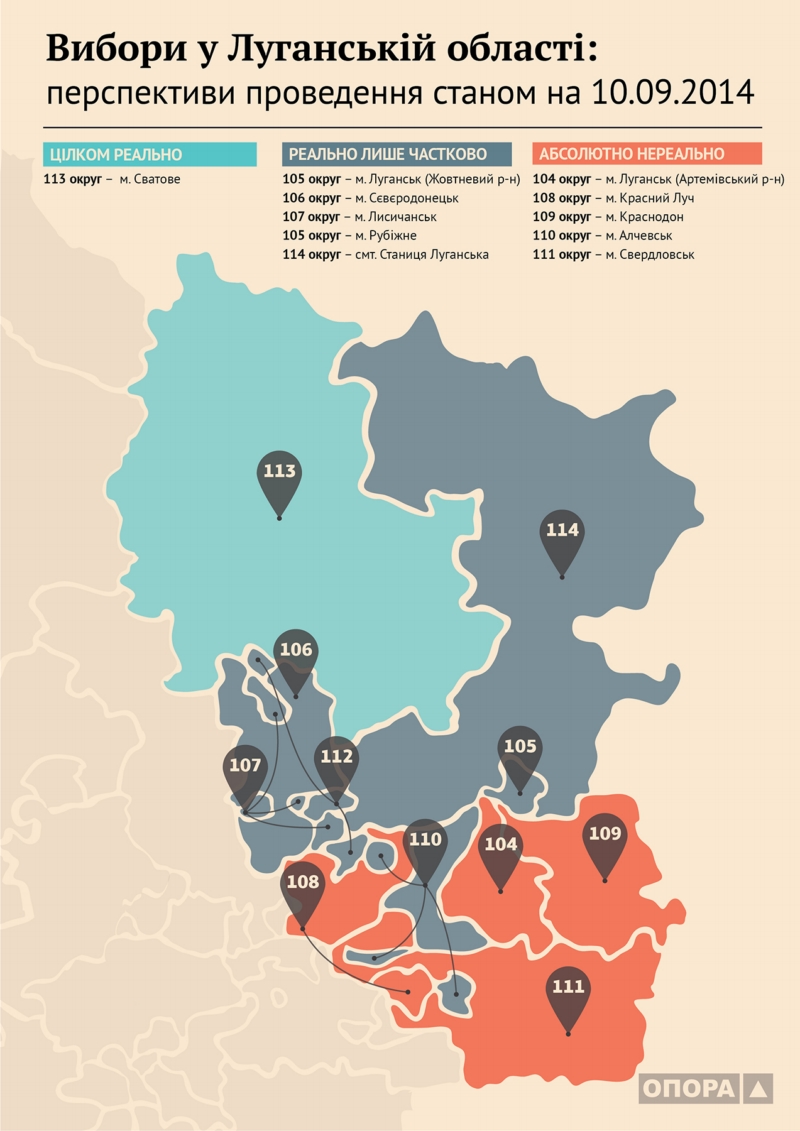 Вибори у Луганській області:
перспективи проведення станом на 10.09.2014
ЦІЛКОМ РЕАЛЬНО
113 округ – м. Сватове
РЕАЛЬНО ЛИШЕ ЧАСТКОВО
105 округ – м. Луганськ (Жовтневий р-н)
106 округ – м. Сєвєродонецьк
107 округ – м. Лисичанськ
105 округ – м. Рубіжне
114 округ – смт. Станиця Луганська
АБСОЛЮТНО НЕРЕАЛЬНО
104 округ – м. Луганськ (Артемівський р-н)
108 округ – м. Красний Луч
109 округ – м. Краснодон
110 округ – м. Алчевськ
111 округ – м. Свердловськ
113
114
106
105
112
107
109
110
104
108
111
ОПОРА